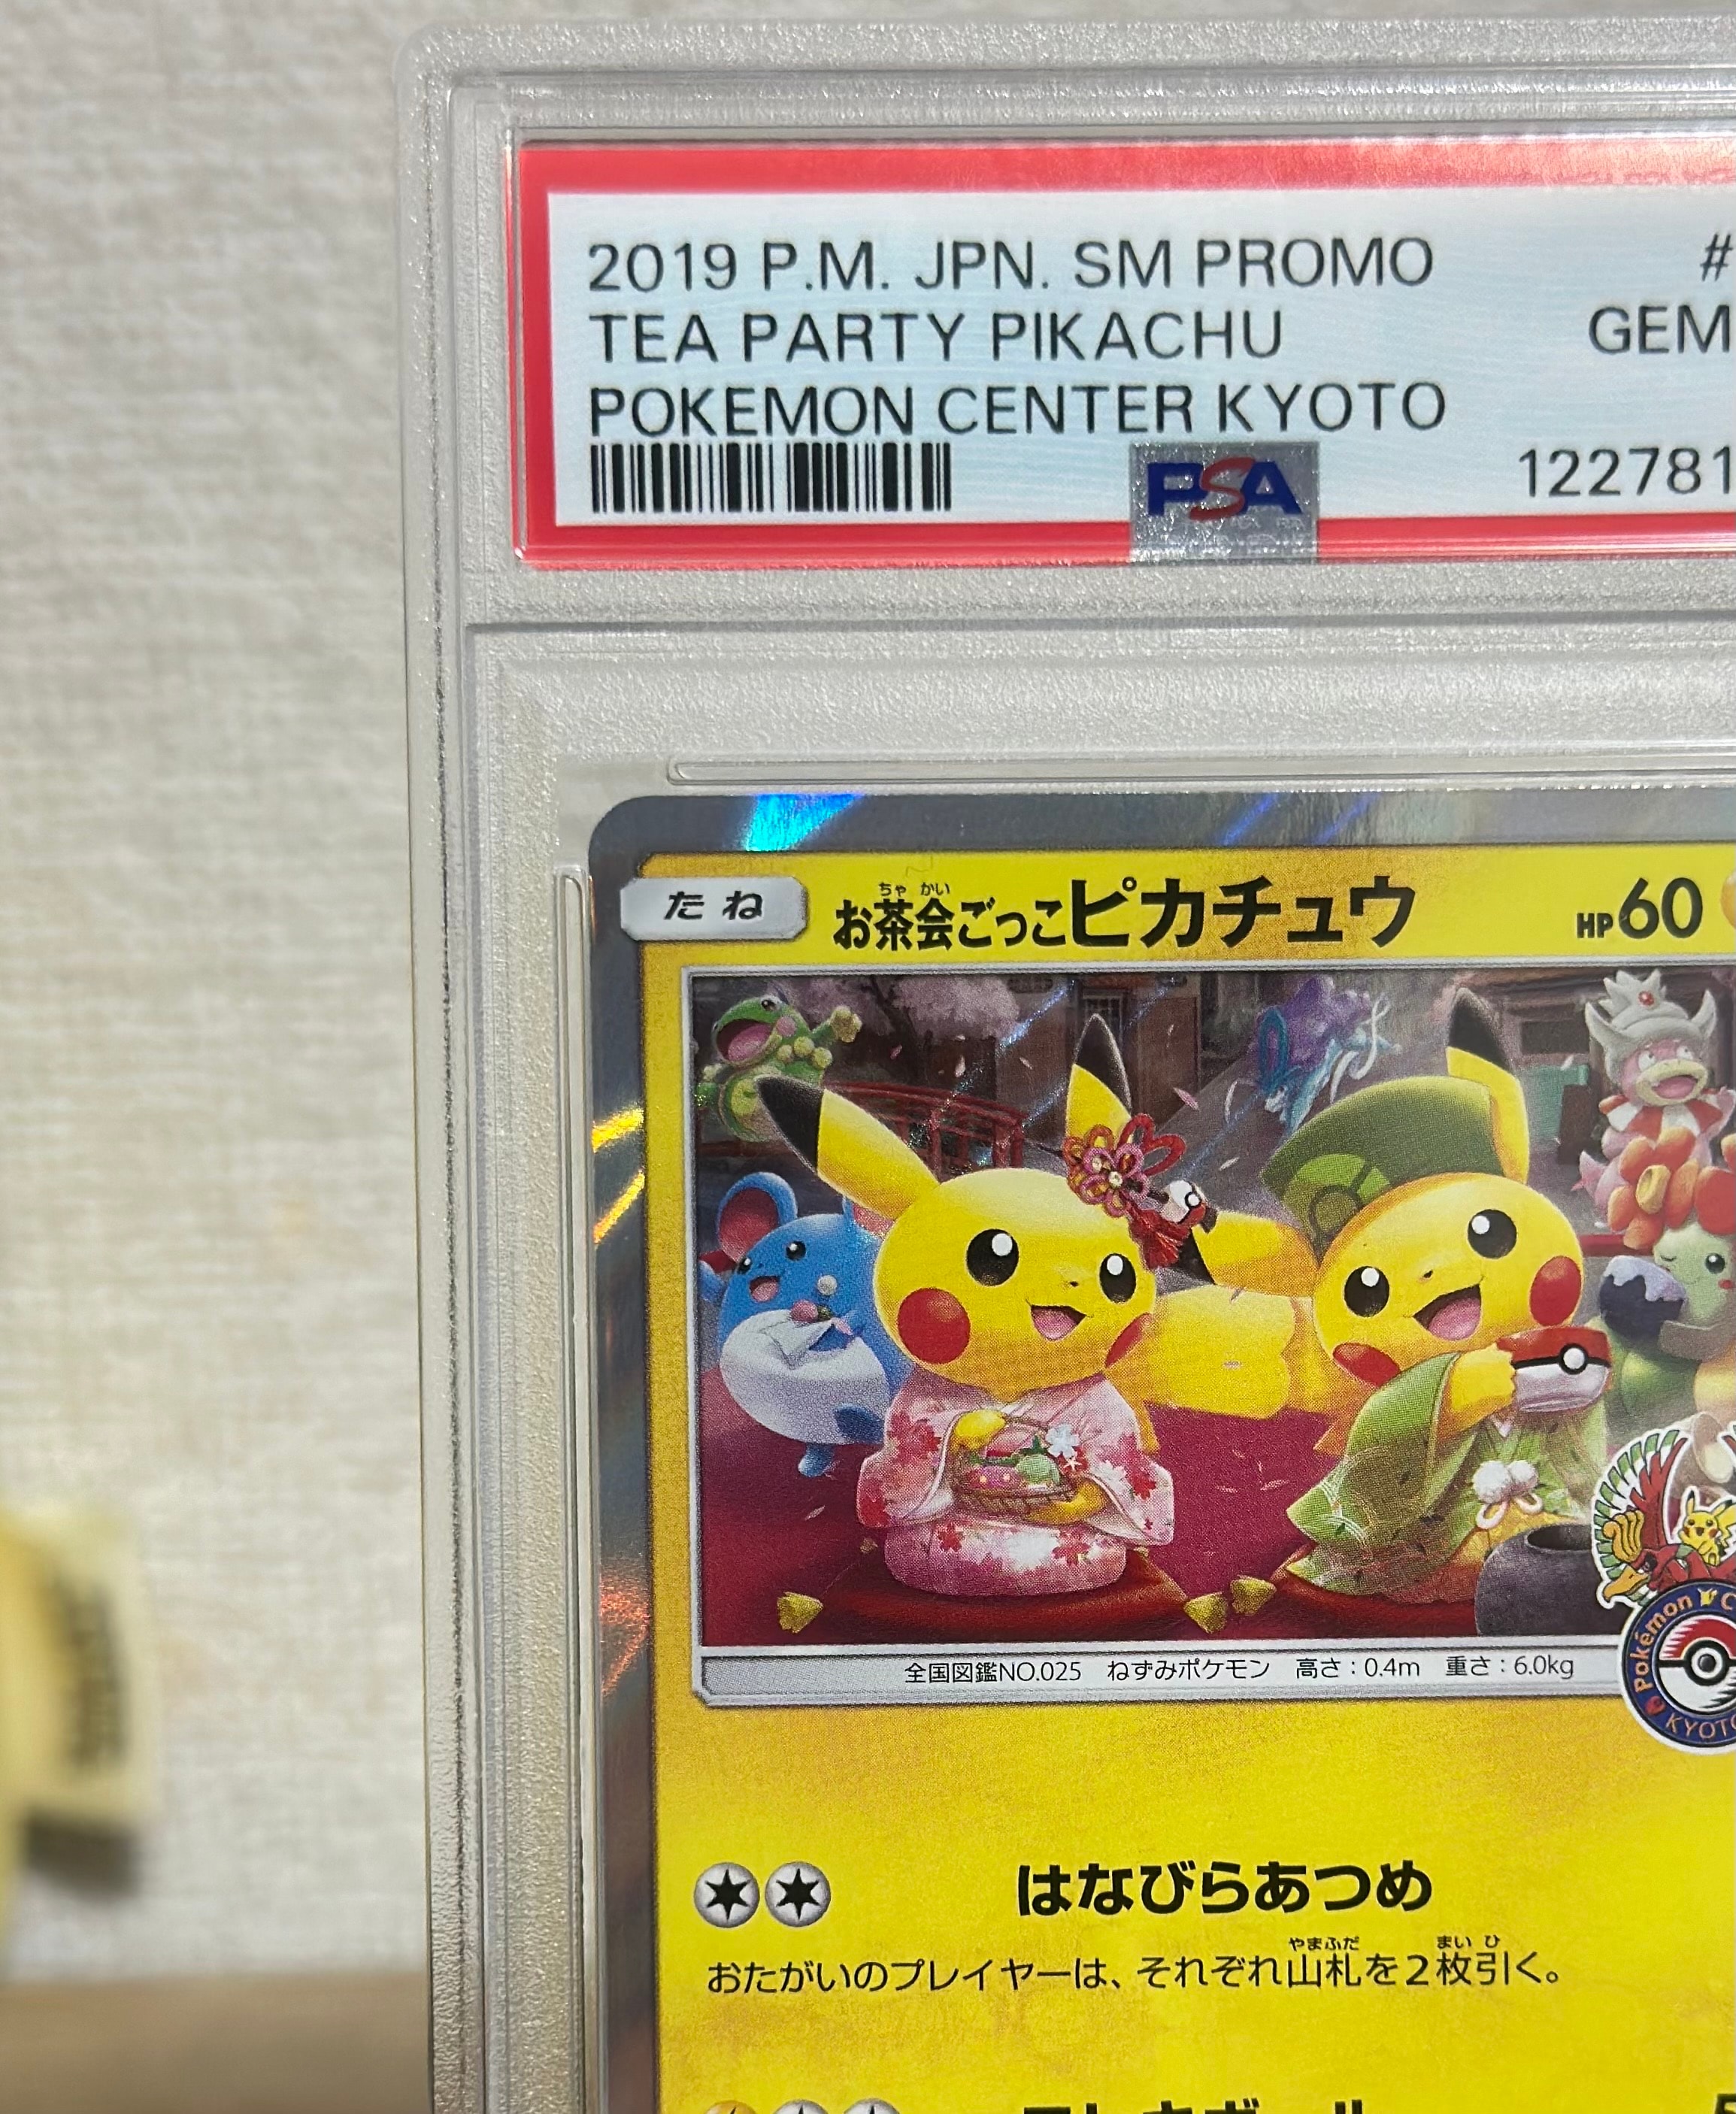 2019 P.M. JPN. SM PROMO #
TEA PARTY PIKACHU GEM
POKEMON CENTER KYOTO
PSA 122781
たね お茶会ごっこピカチュウ HP60
ちゃ かい
Pokémon
KYOTO
全国図鑑NO.025 ねずみポケモン 高さ:0.4m 重さ:6.0kg
はなびらあつめ
やまふだ まい ひ
おたがいのプレイヤーは、それぞれ山札を2枚引く。